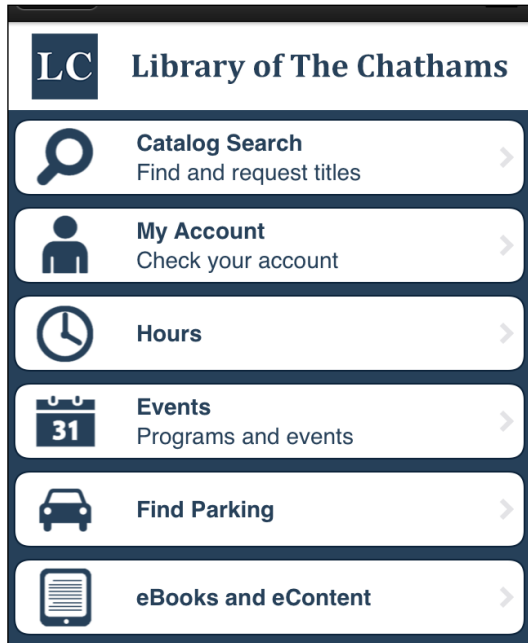 LC Library of The Chathams
Catalog Search
Find and request titles
My Account
Check your account
Hours
Events
31
Programs and events
Find Parking
eBooks and eContent